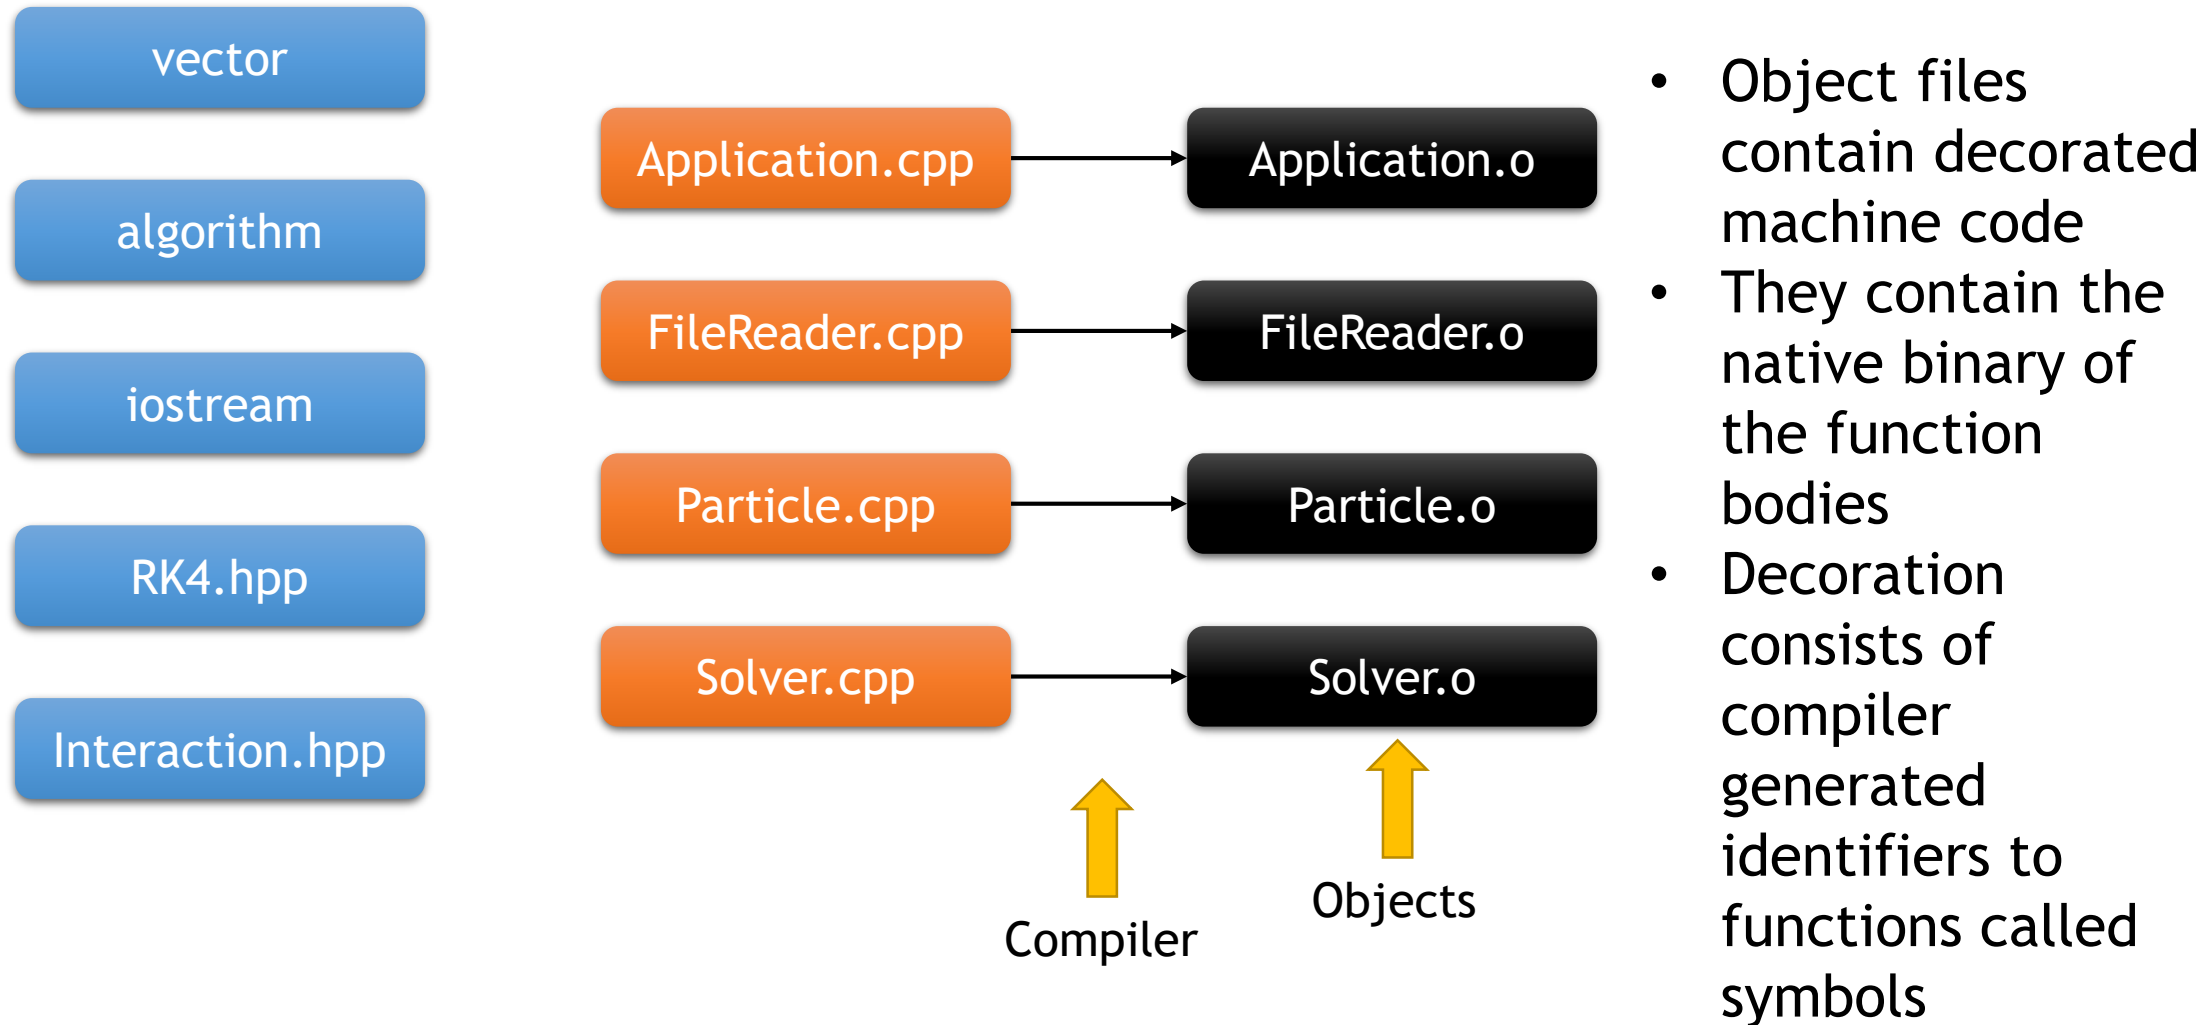 vector
algorithm
iostream
RK4.hpp
Interaction.hpp
Application.cpp
Application.o
FileReader.cpp
FileReader.o
Particle.cpp
Particle.o
Solver.cpp
Solver.o
Compiler
Objects
• Object files
contain decorated
machine code
• They contain the
native binary of
the function
bodies
• Decoration
consists of
compiler
generated
identifiers to
functions called
symbols